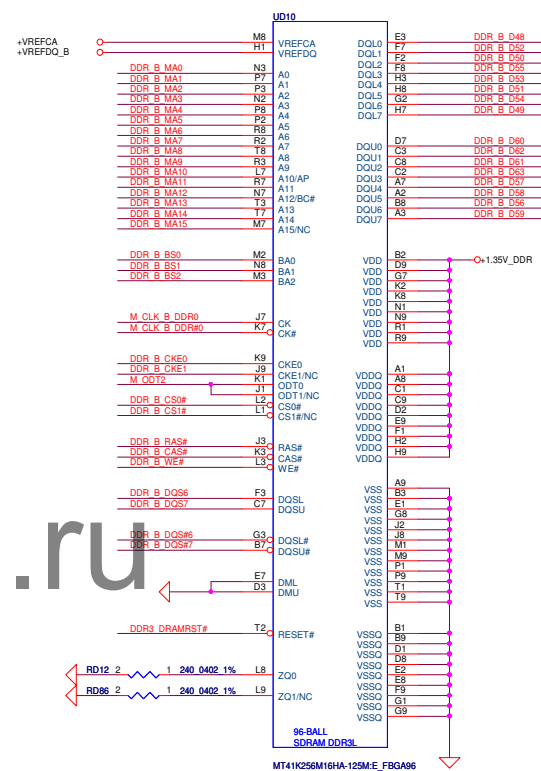 UD10
+VREFCA M8 VREFCA DQL0 E3 DDR_B_D48
+VREFDQ_B H1 VREFDQ DQL1 F7 DDR_B_D52
DQL2 F2 DDR_B_D50
DDR_B_MA0 N3 A0 DQL3 F8 DDR_B_D55
DDR_B_MA1 P7 A1 DQL4 H3 DDR_B_D53
DDR_B_MA2 P3 A2 DQL5 H8 DDR_B_D51
DDR_B_MA3 N2 A3 DQL6 G2 DDR_B_D54
DDR_B_MA4 P8 A4 DQL7 H7 DDR_B_D49
DDR_B_MA5 P2 A5
DDR_B_MA6 R8 A6
DDR_B_MA7 R2 A7 DQU0 D7 DDR_B_D60
DDR_B_MA8 T8 A8 DQU1 C3 DDR_B_D62
DDR_B_MA9 R3 A9 DQU2 C8 DDR_B_D61
DDR_B_MA10 L7 A10/AP DQU3 C2 DDR_B_D63
DDR_B_MA11 R7 A11 DQU4 A7 DDR_B_D57
DDR_B_MA12 N7 A12/BC# DQU5 A2 DDR_B_D58
DDR_B_MA13 T3 A13 DQU6 B8 DDR_B_D56
DDR_B_MA14 T7 A14 DQU7 A3 DDR_B_D59
DDR_B_MA15 M7 A15/NC
DDR_B_BS0 M2 BA0 VDD B2 +1.35V_DDR
DDR_B_BS1 N8 BA1 VDD D9
DDR_B_BS2 M3 BA2 VDD G7
VDD K2
VDD K8
VDD N1
M_CLK_B_DDR0 J7 CK VDD N9
M_CLK_B_DDR#0 K7 CK# VDD R1
VDD R9
DDR_B_CKE0 K9 CKE0
DDR_B_CKE1 J9 CKE1/NC VDDQ A1
M_ODT2 K1 ODT0 VDDQ A8
J1 ODT1/NC VDDQ C1
DDR_B_CS0# L2 CS0# VDDQ C9
DDR_B_CS1# L1 CS1#/NC VDDQ D2
VDDQ E9
VDDQ F1
DDR_B_RAS# J3 RAS# VDDQ H2
DDR_B_CAS# K3 CAS# VDDQ H9
DDR_B_WE# L3 WE#
VSS A9
DDR_B_DQS6 F3 DQSL VSS B3
DDR_B_DQS7 C7 DQSU VSS E1
VSS G8
VSS J2
DDR_B_DQS#6 G3 DQSL# VSS J8
DDR_B_DQS#7 B7 DQSU# VSS M1
VSS M9
VSS P1
E7 DML VSS P9
D3 DMU VSS T1
VSS T9
.ru
DDR3_DRAMRST# T2 RESET# VSSQ B1
VSSQ B9
VSSQ D1
VSSQ D8
RD12 2 1 240_0402_1% L8 ZQ0 VSSQ E2
VSSQ E8
RD86 2 1 240_0402_1% L9 ZQ1/NC VSSQ F9
VSSQ G1
VSSQ G9
96-BALL
SDRAM DDR3L
MT41K256M16HA-125M:E_FBGA96